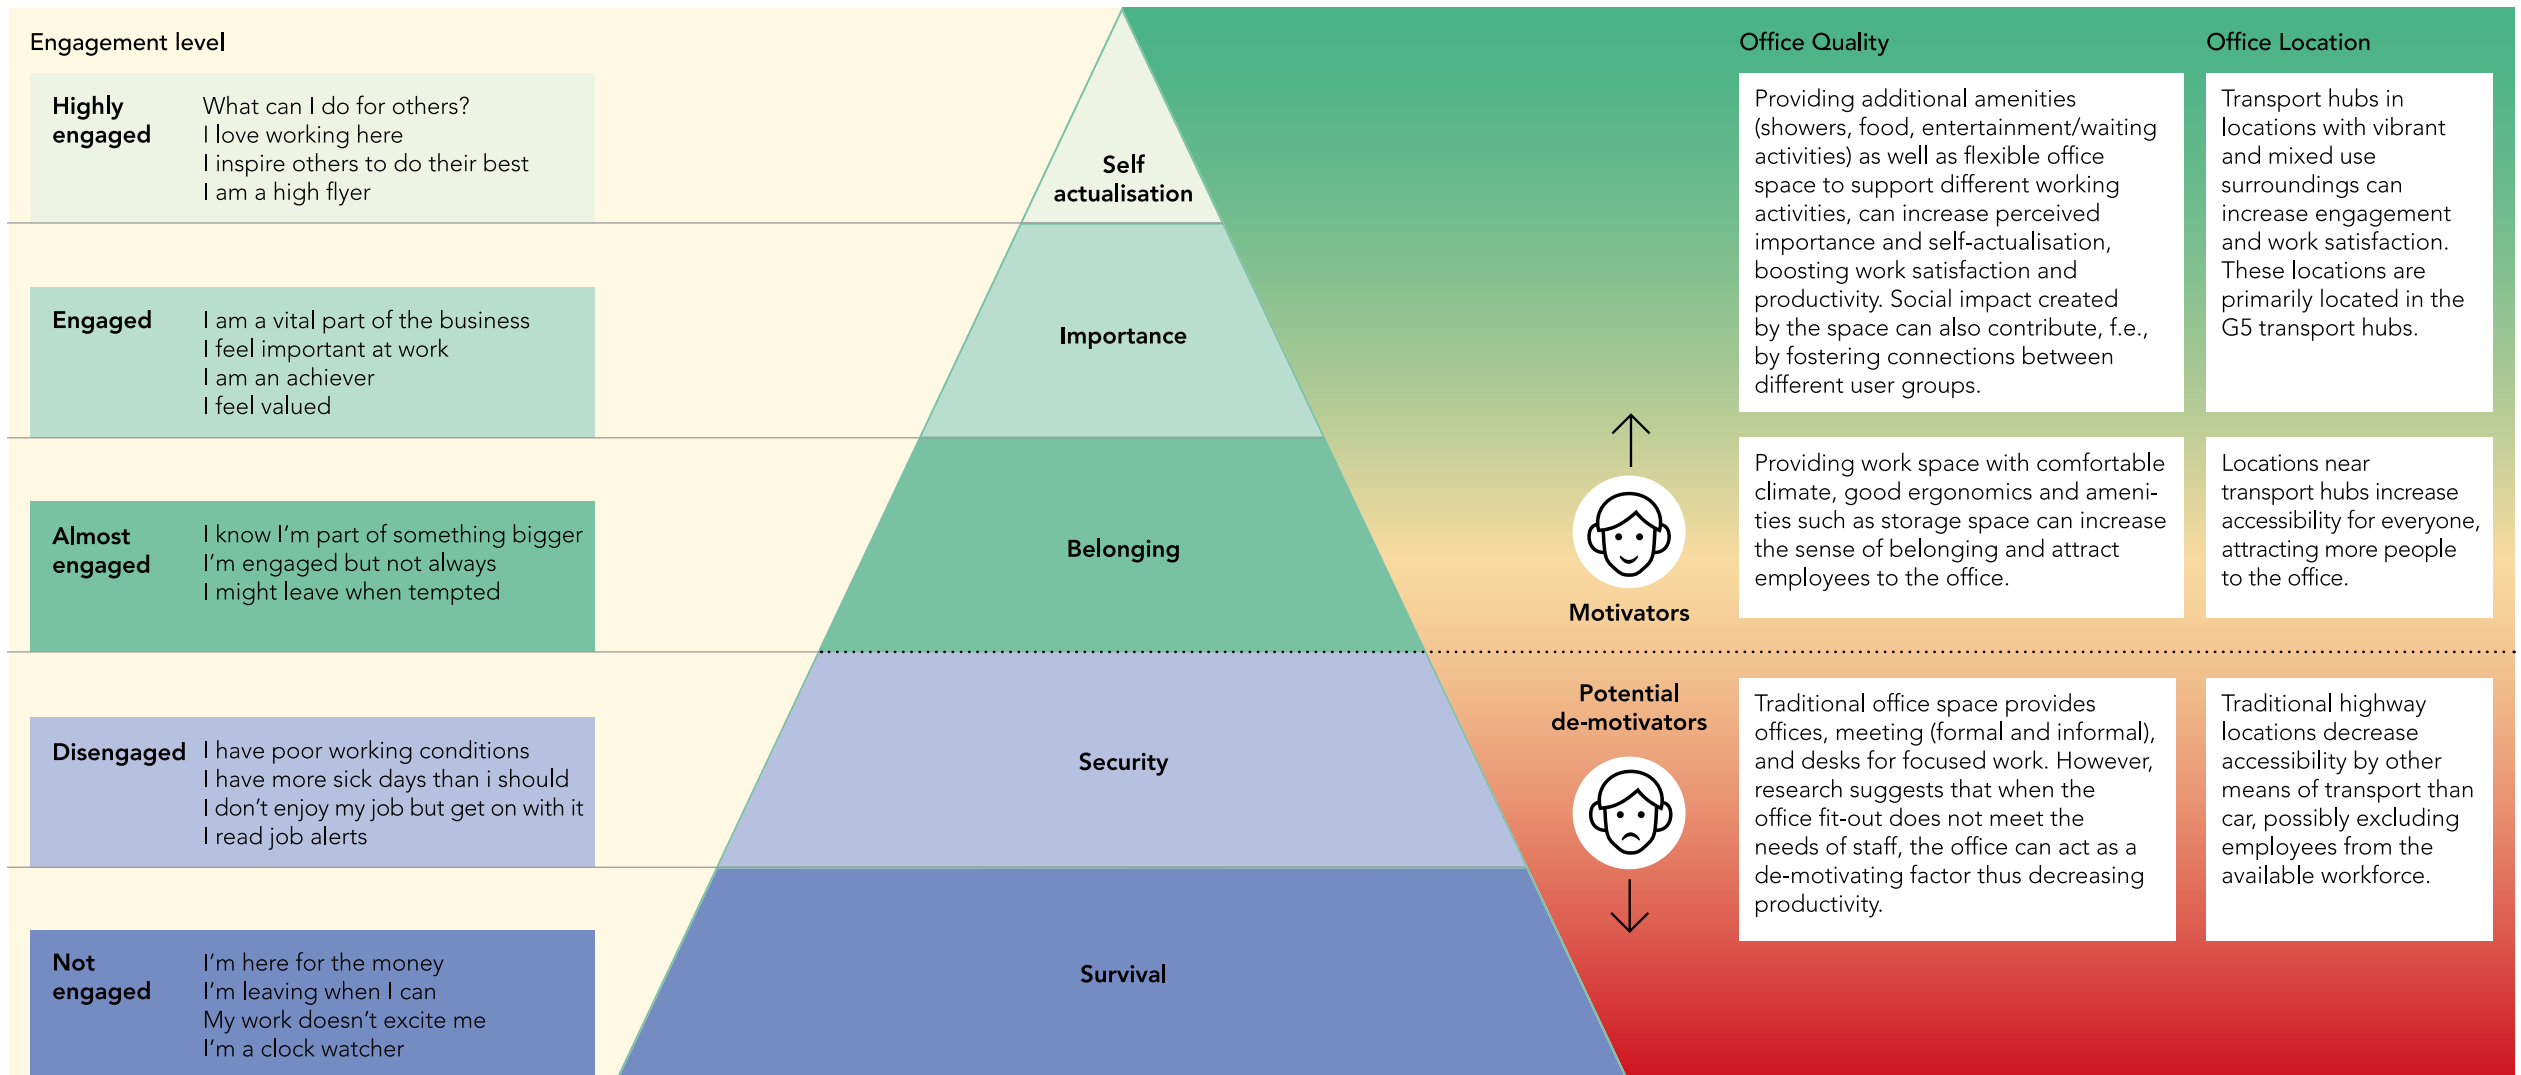 Engagement level
Highly
engaged
What can I do for others?
I love working here
I inspire others to do their best
I am a high flyer
Engaged
I am a vital part of the business
I feel important at work
I am an achiever
I feel valued
Almost
engaged
I know I'm part of something bigger
I'm engaged but not always
I might leave when tempted
Disengaged
I have poor working conditions
I have more sick days than i should
I don't enjoy my job but get on with it
I read job alerts
Not
engaged
I'm here for the money
I'm leaving when I can
My work doesn't excite me
I'm a clock watcher
Self
actualisation
Importance
Belonging
Security
Survival
Motivators
Potential
de-motivators
Office Quality
Providing additional amenities
(showers, food, entertainment/waiting
activities) as well as flexible office
space to support different working
activities, can increase perceived
importance and self-actualisation,
boosting work satisfaction and
productivity. Social impact created
by the space can also contribute, f.e.,
by fostering connections between
different user groups.
Providing work space with comfortable
climate, good ergonomics and ameni-
ties such as storage space can increase
the sense of belonging and attract
employees to the office.
Traditional office space provides
offices, meeting (formal and informal),
and desks for focused work. However,
research suggests that when the
office fit-out does not meet the
needs of staff, the office can act as a
de-motivating factor thus decreasing
productivity.
Office Location
Transport hubs in
locations with vibrant
and mixed use
surroundings can
increase engagement
and work satisfaction.
These locations are
primarily located in the
G5 transport hubs.
Locations near
transport hubs increase
accessibility for everyone,
attracting more people
to the office.
Traditional highway
locations decrease
accessibility by other
means of transport than
car, possibly excluding
employees from the
available workforce.